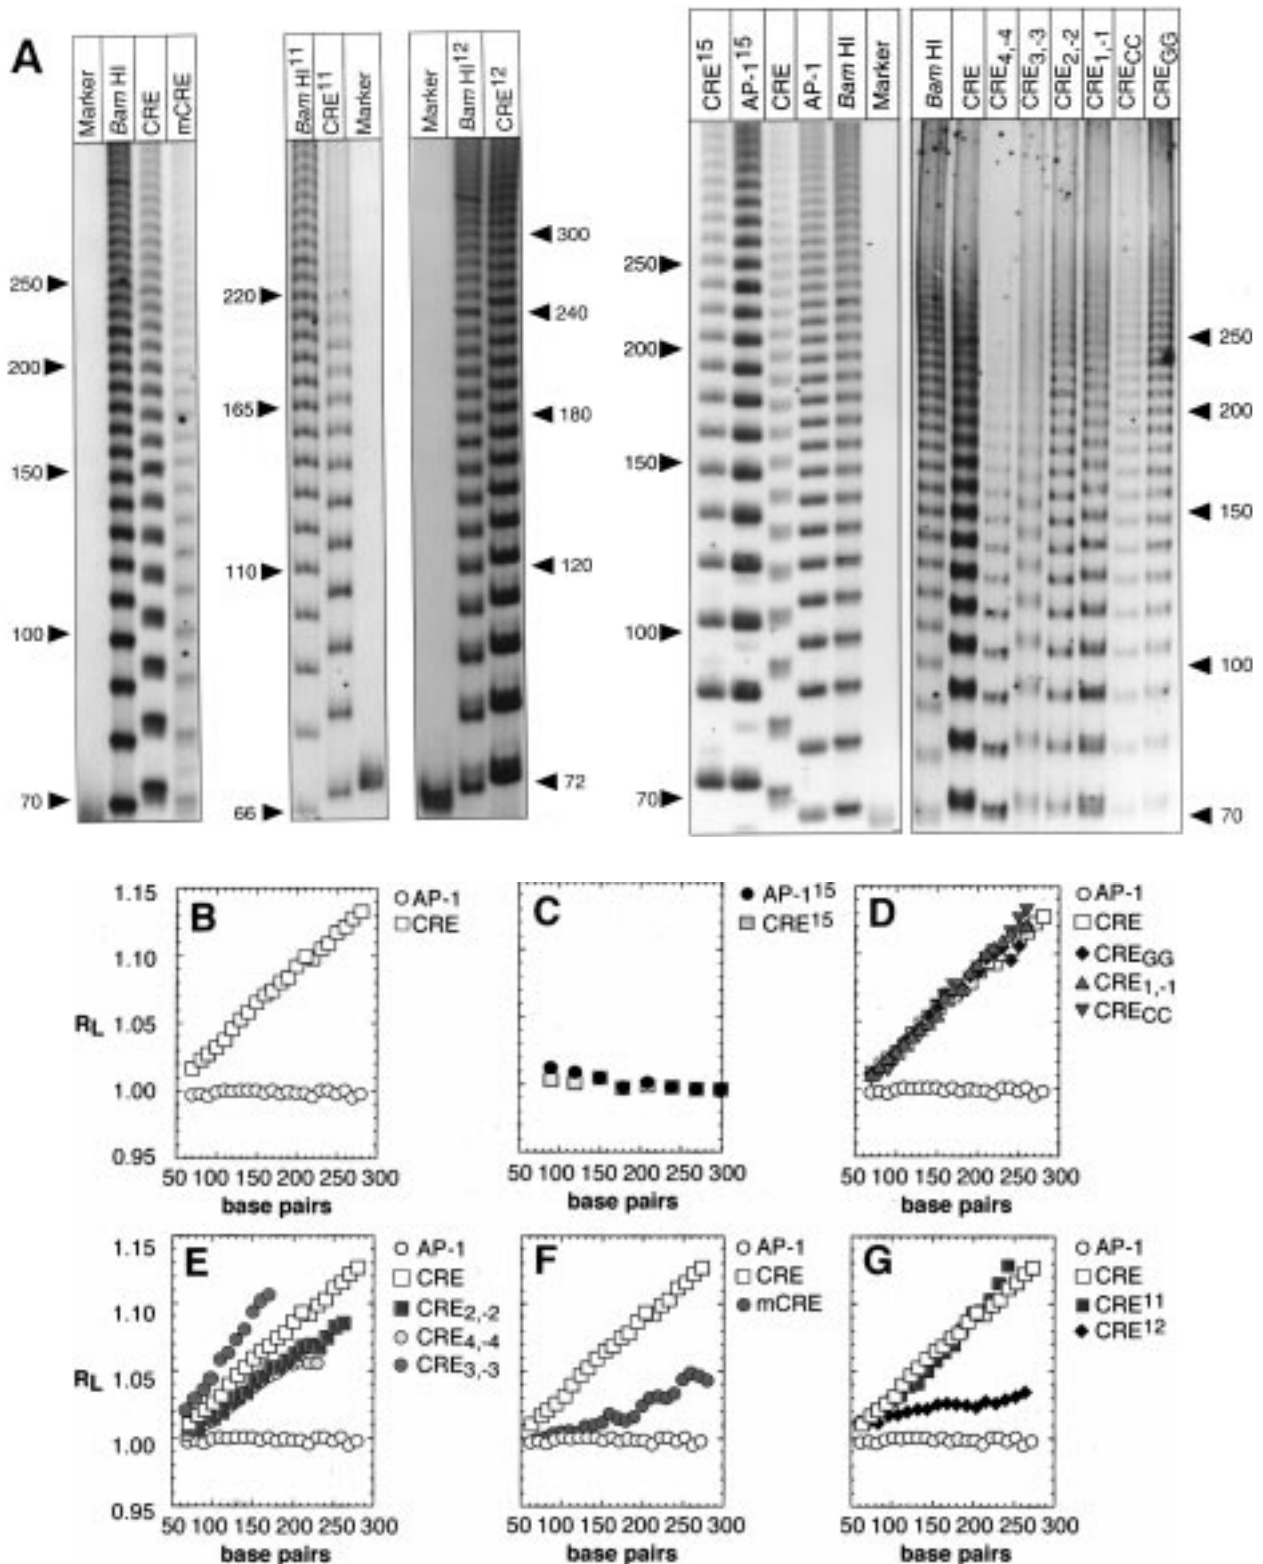 A
Marker
Bam HI
CRE
mCRE
250
200
150
100
70
Bam HI11
CRE11
Marker
220
165
110
66
Marker
Bam HI12
CRE12
300
240
180
120
72
CRE15
AP-115
CRE
AP-1
Bam HI
Marker
250
200
150
100
70
Bam HI
CRE
CRE4,-4
CRE3,-3
CRE2,-2
CRE1,-1
CRECC
CREGG
250
200
150
100
70
B
AP-1
CRE
1.15
1.10
1.05
1.00
0.95
RL
50 100 150 200 250 300
base pairs
C
AP-115
CRE15
50 100 150 200 250 300
base pairs
D
AP-1
CRE
CREGG
CRE1,-1
CRECC
50 100 150 200 250 300
base pairs
E
AP-1
CRE
CRE2,-2
CRE4,-4
CRE3,-3
1.15
1.10
1.05
1.00
0.95
RL
50 100 150 200 250 300
base pairs
F
AP-1
CRE
mCRE
50 100 150 200 250 300
base pairs
G
AP-1
CRE
CRE11
CRE12
50 100 150 200 250 300
base pairs